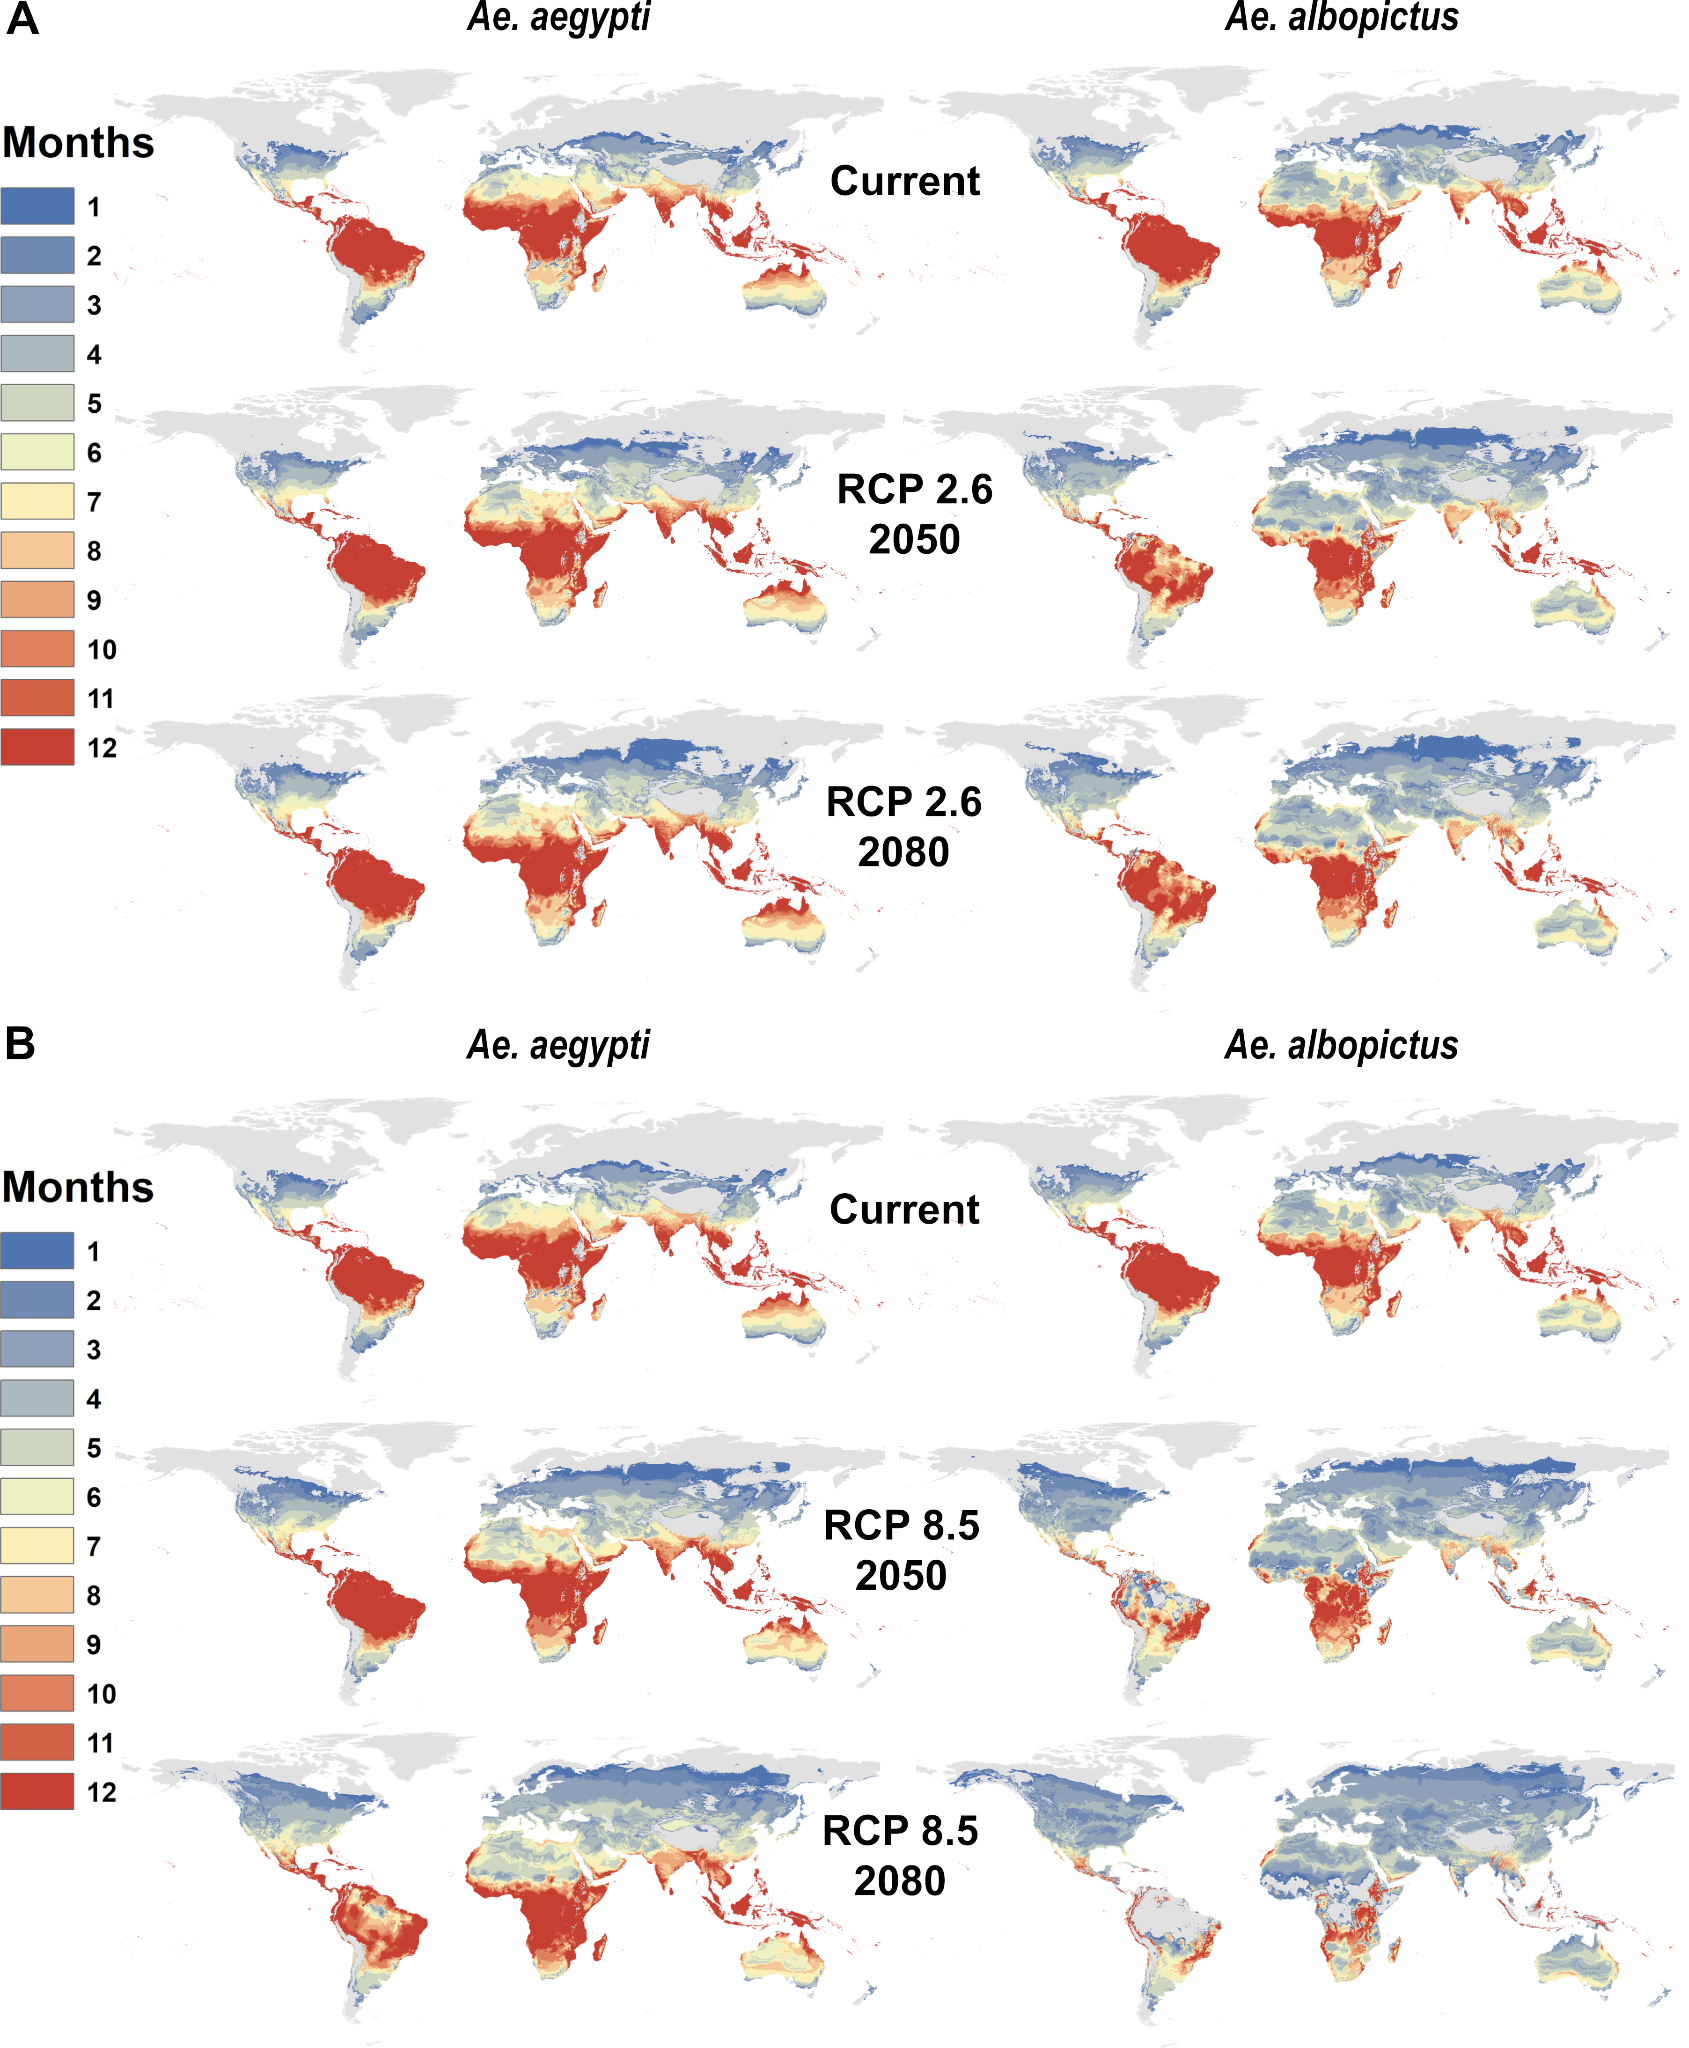 A
Ae. aegypti
Ae. albopictus
Months
1
2
3
4
5
6
7
8
9
10
11
12
Current
RCP 2.6
2050
RCP 2.6
2080
B
Ae. aegypti
Ae. albopictus
Months
1
2
3
4
5
6
7
8
9
10
11
12
Current
RCP 8.5
2050
RCP 8.5
2080